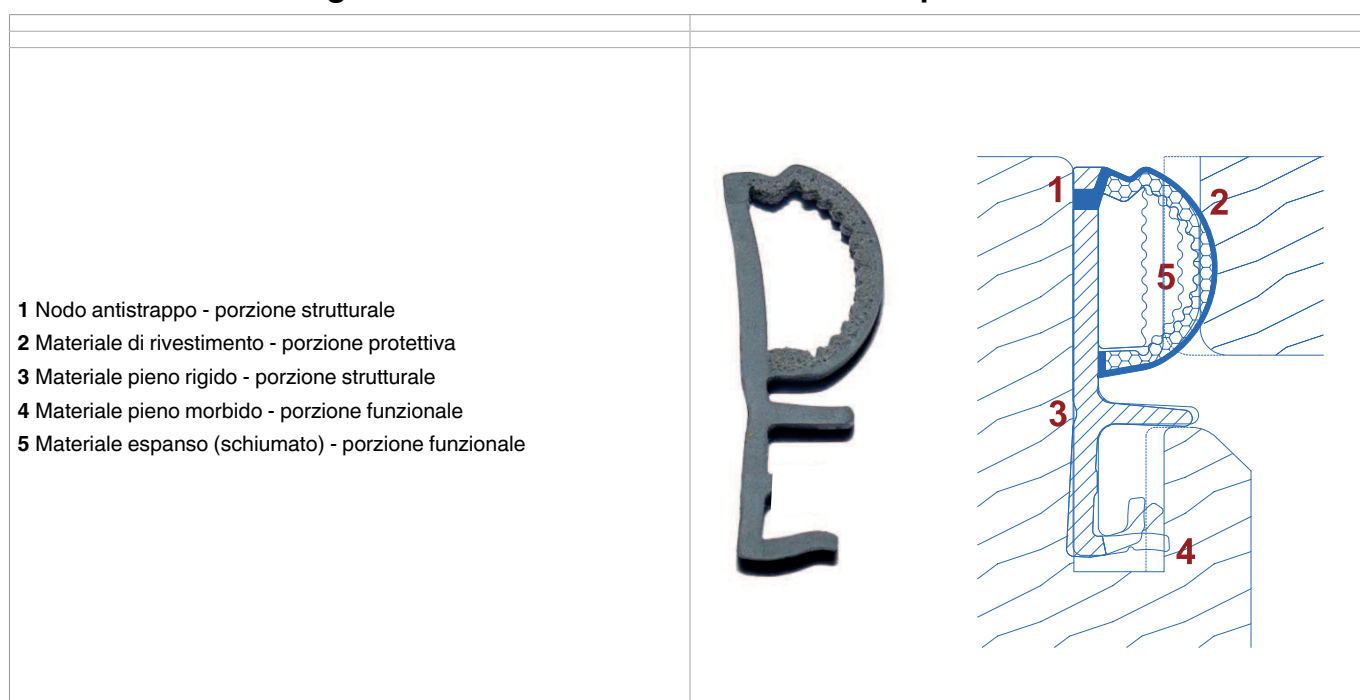 1 Nodo antistrappo - porzione strutturale
2 Materiale di rivestimento - porzione protettiva
3 Materiale pieno rigido - porzione strutturale
4 Materiale pieno morbido - porzione funzionale
5 Materiale espanso (schiumato) - porzione funzionale
1
2
5
3
4